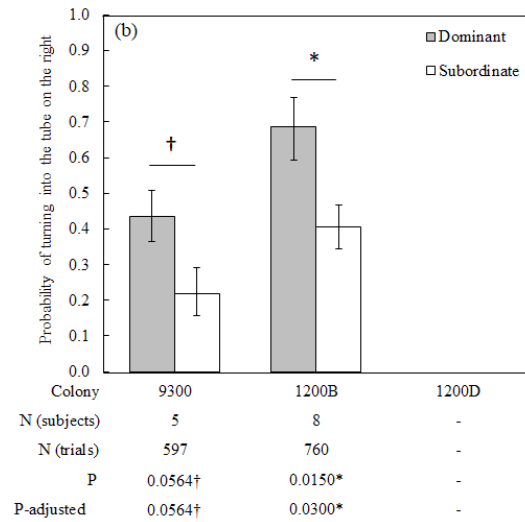 (b)
Dominant
Subordinate
Probability of turning into the tube on the right
1.0
0.9
0.8
0.7
0.6
0.5
0.4
0.3
0.2
0.1
0.0
†
*
Colony 9300 1200B 1200D
N (subjects) 5 8 -
N (trials) 597 760 -
P 0.0564† 0.0150* -
P-adjusted 0.0564† 0.0300* -